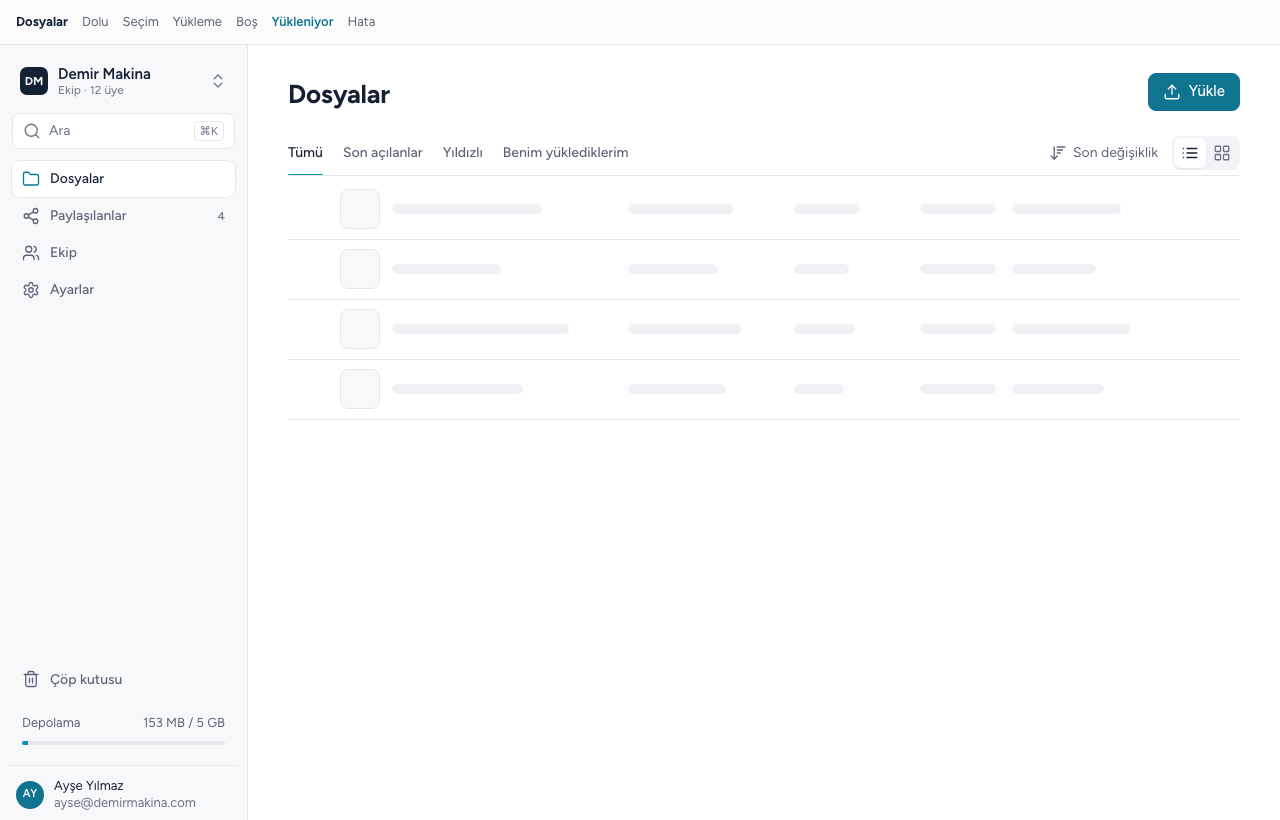 Dosyalar Dolu Seçim Yükleme Boş Yükleniyor Hata
DM Demir Makina
Ekip · 12 üye
Ara ⌘K
Dosyalar
Paylaşılanlar 4
Ekip
Ayarlar
Çöp kutusu
Depolama 153 MB / 5 GB
AY Ayşe Yılmaz
ayse@demirmakina.com
Dosyalar
Yükle
Tümü Son açılanlar Yıldızlı Benim yüklediklerim Son değişiklik